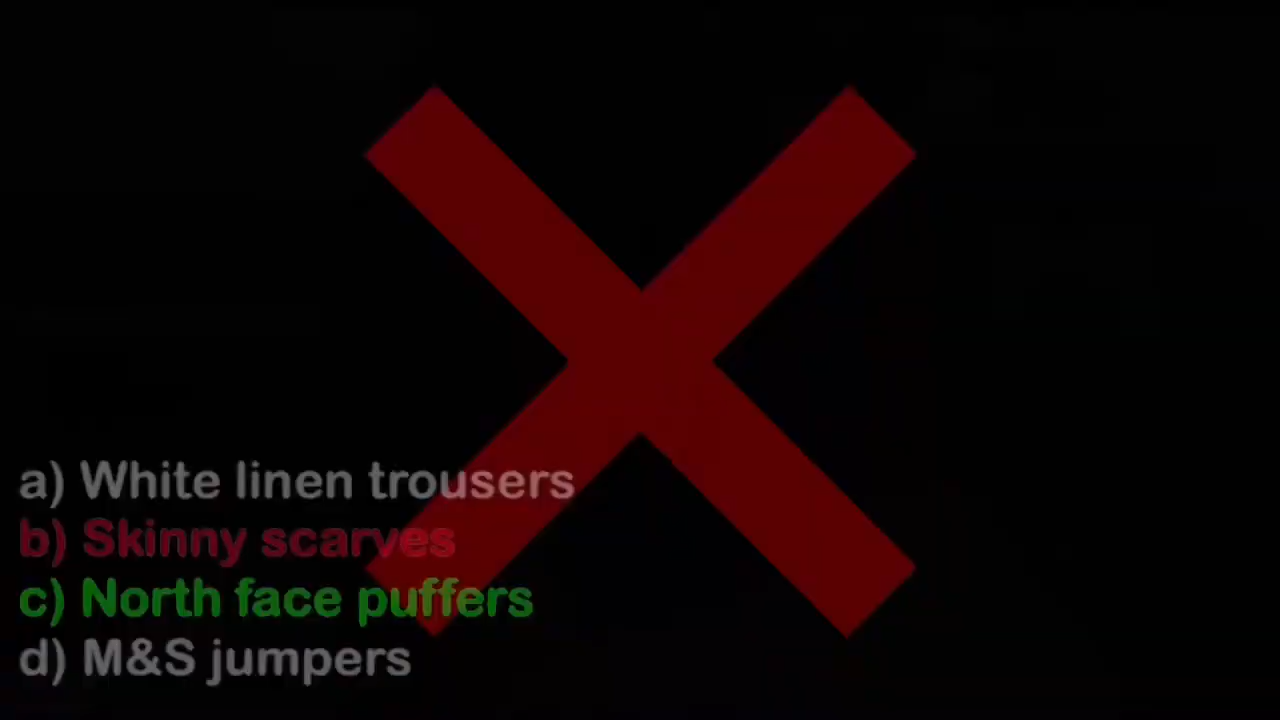 a) White linen trousers
b) Skinny scarves
c) North face puffers
d) M&S jumpers